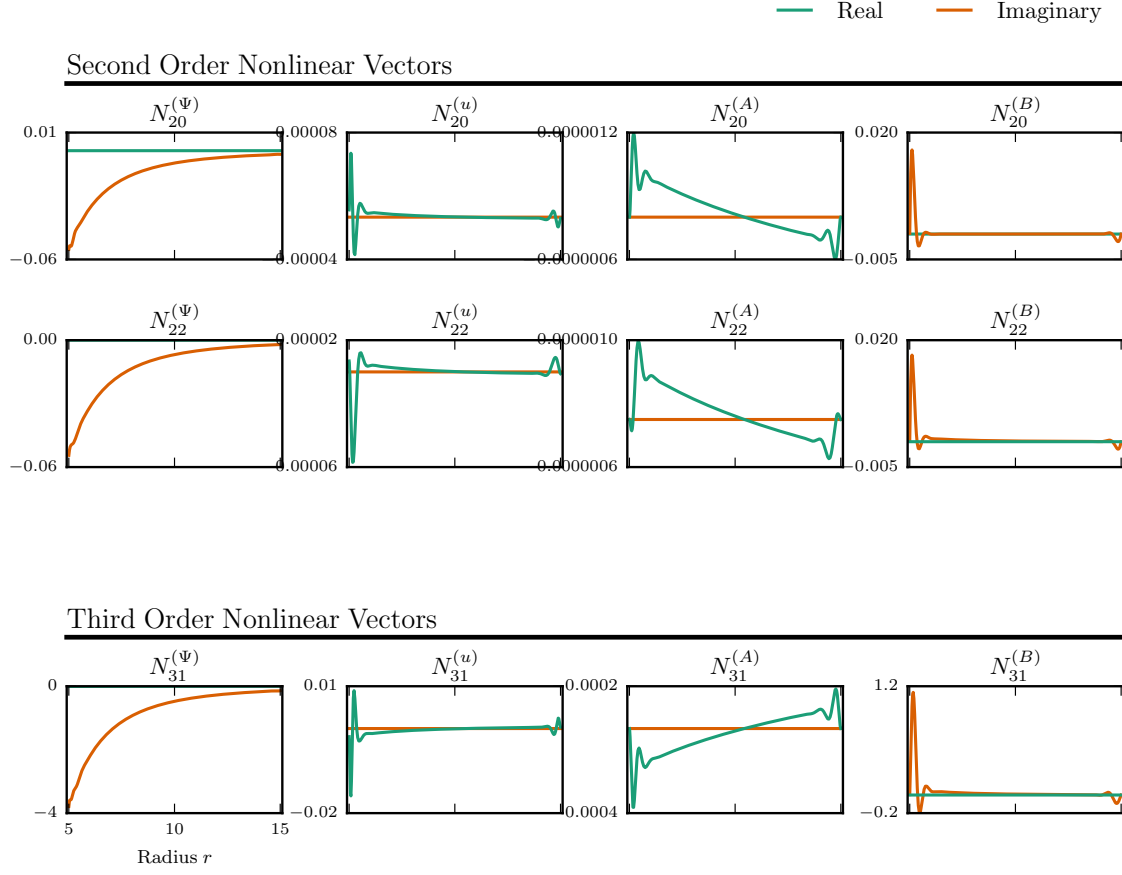 Real Imaginary
Second Order Nonlinear Vectors
N_{20}^{(Ψ)} N_{20}^{(u)} N_{20}^{(A)} N_{20}^{(B)}
0.01 0.00008 0.0000012 0.020
−0.06 0.00004 0.0000006 −0.005
N_{22}^{(Ψ)} N_{22}^{(u)} N_{22}^{(A)} N_{22}^{(B)}
0.00 0.00002 0.0000010 0.020
−0.06 0.00006 0.0000006 −0.005
Third Order Nonlinear Vectors
N_{31}^{(Ψ)} N_{31}^{(u)} N_{31}^{(A)} N_{31}^{(B)}
0 0.01 0.0002 1.2
−4 −0.02 0.0004 −0.2
5 10 15
Radius r